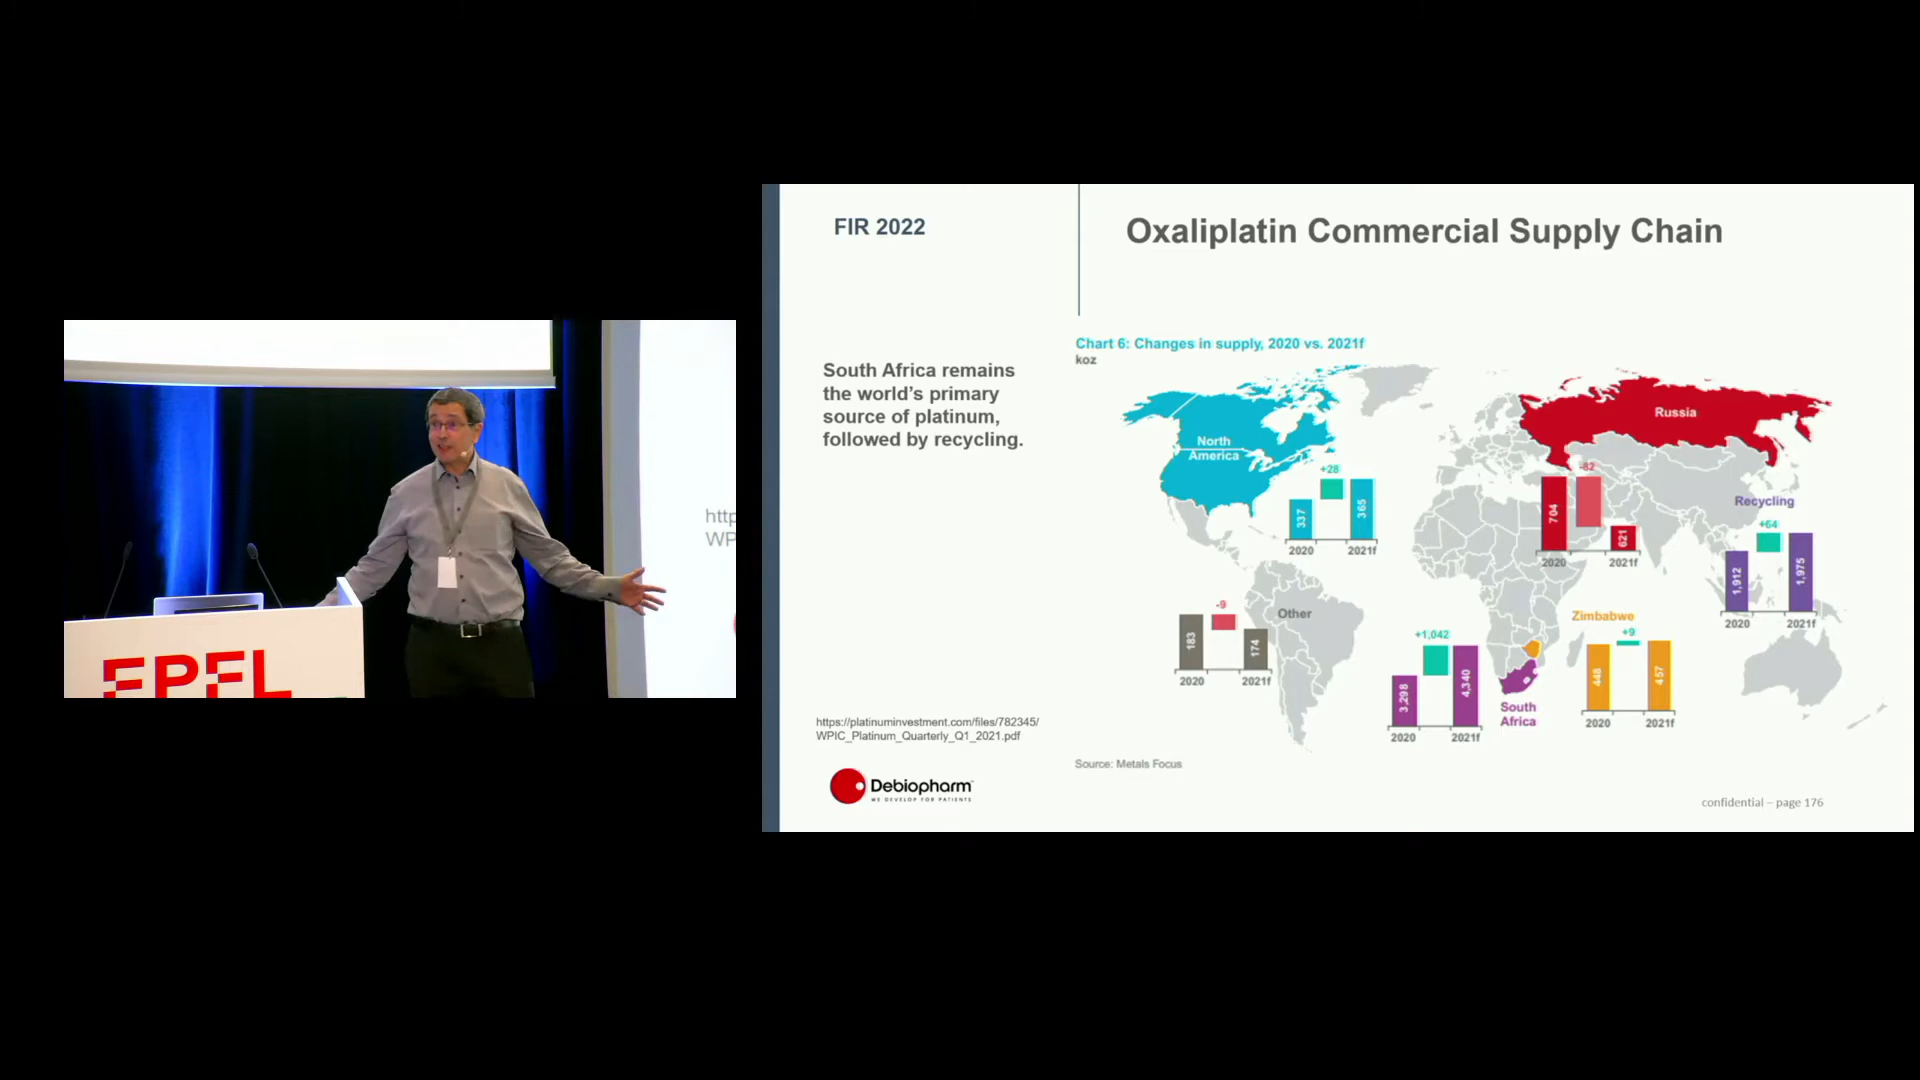 FIR 2022
Oxaliplatin Commercial Supply Chain
South Africa remains
the world's primary
source of platinum,
followed by recycling.
Chart 6: Changes in supply, 2020 vs. 2021f
koz
North
America
+28
337
365
2020
2021f
Russia
-82
704
621
2020
2021f
Recycling
+64
1,912
1,975
2020
2021f
Other
-9
183
174
2020
2021f
+1,042
3,298
4,340
2020
2021f
South
Africa
Zimbabwe
+9
448
457
2020
2021f
https://platinuminvestment.com/files/782345/
WPIC_Platinum_Quarterly_Q1_2021.pdf
Source: Metals Focus
Debiopharm™
WE DEVELOP FOR PATIENTS
confidential – page 176
http
WP
EPFL